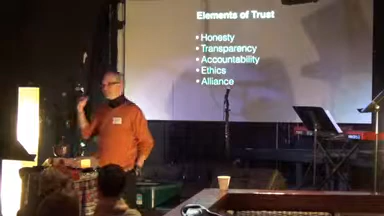 Elements of Trust
• Honesty
• Transparency
• Accountability
• Ethics
• Alliance